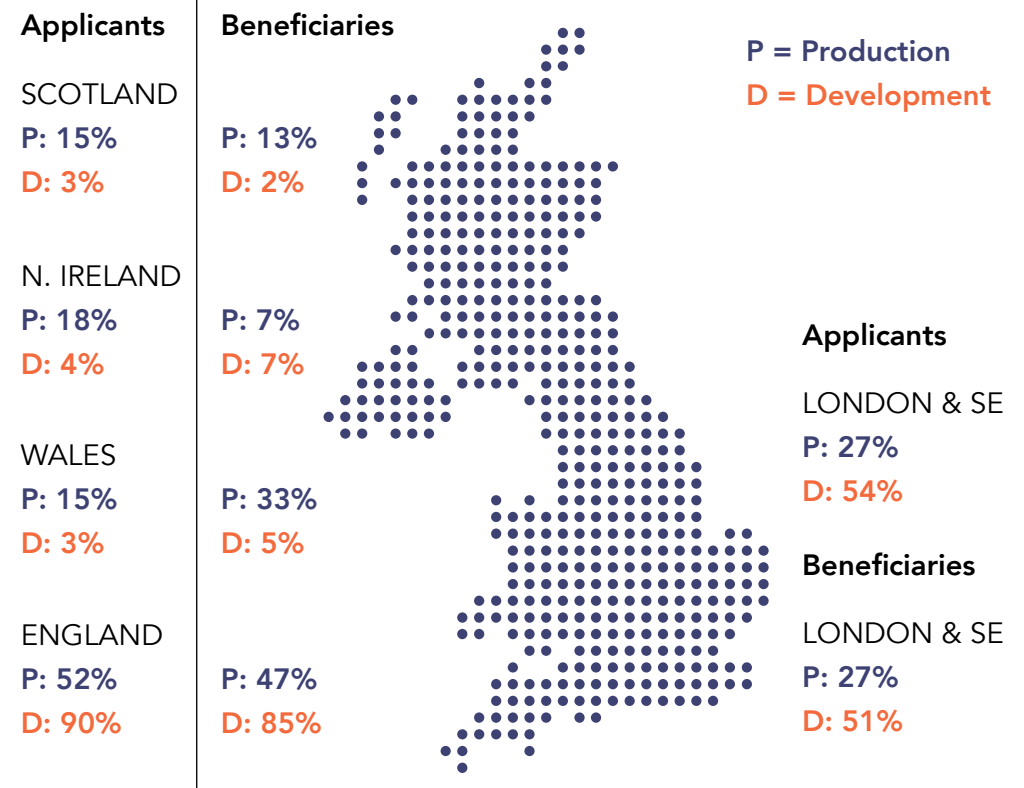 Applicants
Beneficiaries
P = Production
D = Development
SCOTLAND
P: 15%
P: 13%
D: 3%
D: 2%
N. IRELAND
P: 18%
P: 7%
D: 4%
D: 7%
WALES
P: 15%
P: 33%
D: 3%
D: 5%
ENGLAND
P: 52%
P: 47%
D: 90%
D: 85%
Applicants
LONDON & SE
P: 27%
D: 54%
Beneficiaries
LONDON & SE
P: 27%
D: 51%